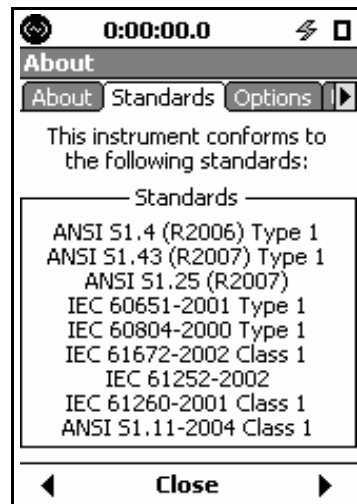 0:00:00.0
About
About Standards Options
This instrument conforms to
the following standards:
Standards
ANSI S1.4 (R2006) Type 1
ANSI S1.43 (R2007) Type 1
ANSI S1.25 (R2007)
IEC 60651-2001 Type 1
IEC 60804-2000 Type 1
IEC 61672-2002 Class 1
IEC 61252-2002
IEC 61260-2001 Class 1
ANSI S1.11-2004 Class 1
Close